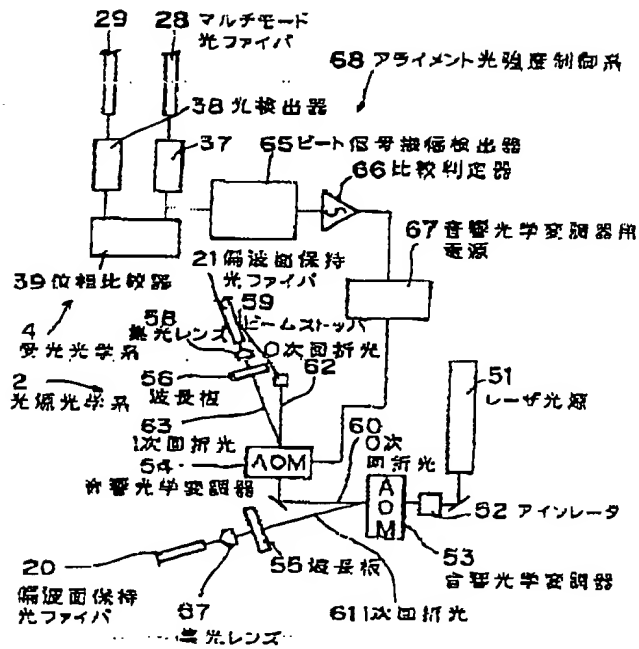 29
28 マルチモード
光ファイバ
68 アライメント光強度制御系
38 光検出器
37
65 ビート信号振幅検出器
66 比較判定器
67 音響光学変調器用
電源
39 位相比較器
21 偏波面保持
光ファイバ
59
ビームストッパ
58
集光レンズ
0次回折光
4
受光光学系
56
波長板
62
2
光源光学系
63
1次回折光
51
レーザ光源
60
0次
回折光
54
AOM
音響光学変調器
AOM
52 アイソレータ
53
音響光学変調器
20
偏波面保持
光ファイバ
55 波長板
67
集光レンズ
61 1次回折光